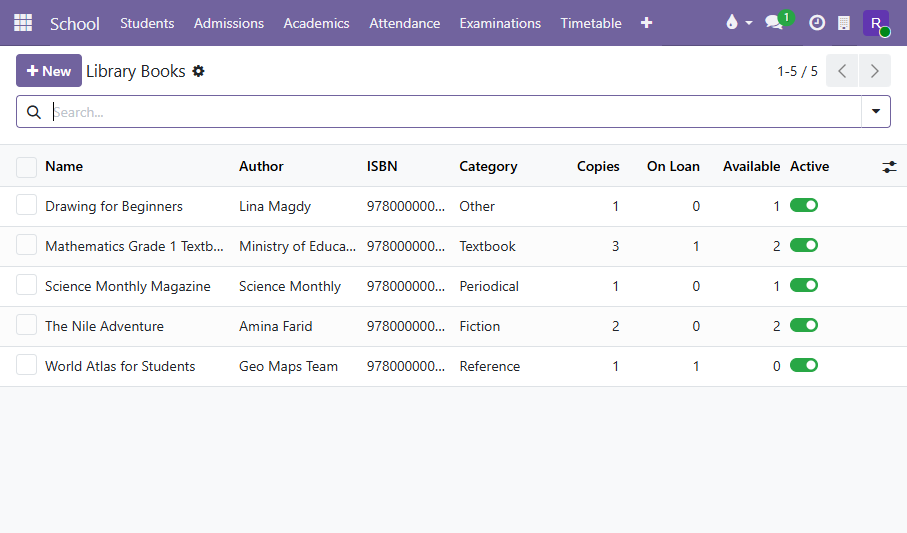 School Students Admissions Academics Attendance Examinations Timetable 1 R
New Library Books 1-5 / 5
Search...
Name Author ISBN Category Copies On Loan Available Active
Drawing for Beginners Lina Magdy 978000000... Other 1 0 1
Mathematics Grade 1 Textb... Ministry of Educa... 978000000... Textbook 3 1 2
Science Monthly Magazine Science Monthly 978000000... Periodical 1 0 1
The Nile Adventure Amina Farid 978000000... Fiction 2 0 2
World Atlas for Students Geo Maps Team 978000000... Reference 1 1 0